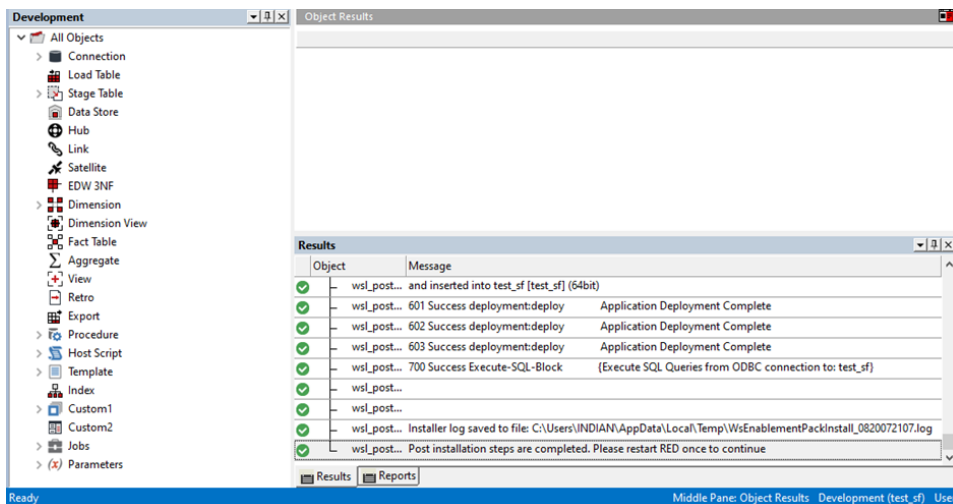 Development
All Objects
Connection
Load Table
Stage Table
Data Store
Hub
Link
Satellite
EDW 3NF
Dimension
Dimension View
Fact Table
Aggregate
View
Retro
Export
Procedure
Host Script
Template
Index
Custom1
Custom2
Jobs
Parameters
Object Results
Results
Object Message
wsl_post... and inserted into test_sf [test_sf] (64bit)
wsl_post... 601 Success deployment:deploy Application Deployment Complete
wsl_post... 602 Success deployment:deploy Application Deployment Complete
wsl_post... 603 Success deployment:deploy Application Deployment Complete
wsl_post... 700 Success Execute-SQL-Block {Execute SQL Queries from ODBC connection to: test_sf}
wsl_post...
wsl_post...
wsl_post... Installer log saved to file: C:\Users\INDIAN\AppData\Local\Temp\WsEnablementPackInstall_0820072107.log
wsl_post... Post installation steps are completed. Please restart RED once to continue
Results Reports
Ready Middle Pane: Object Results Development (test_sf) Use